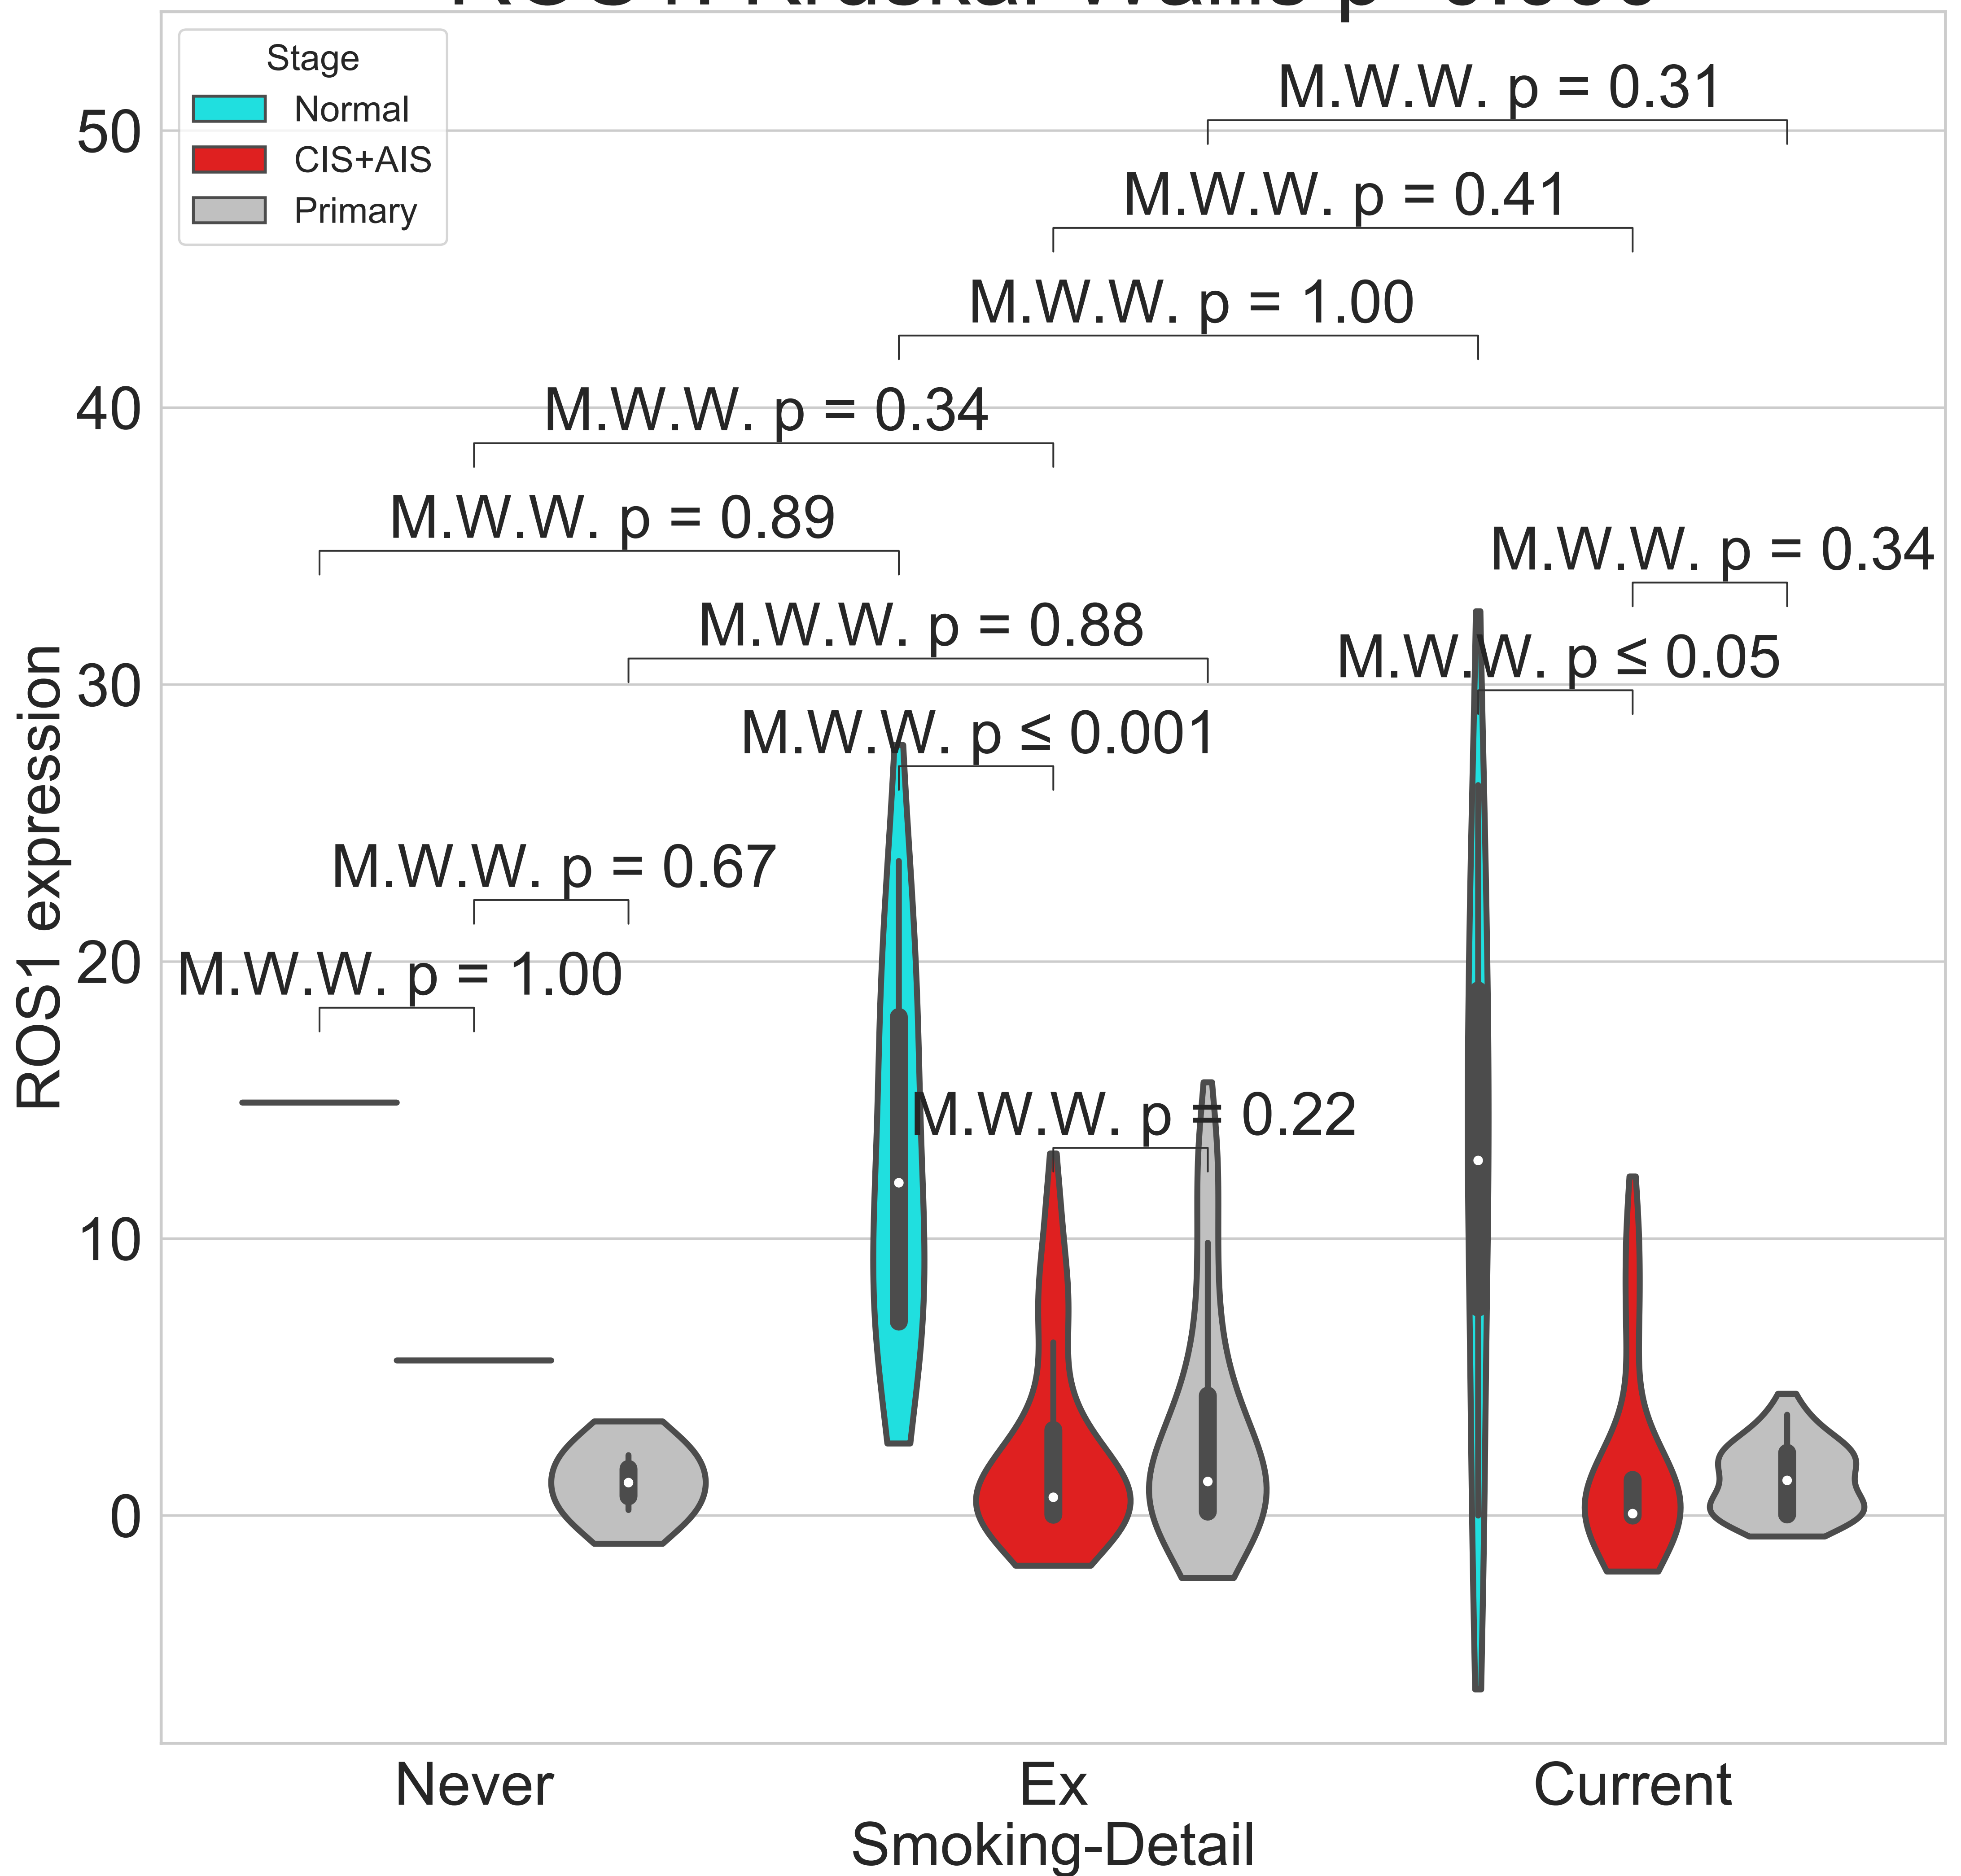 Stage
Normal
CIS+AIS
Primary
M.W.W. p = 0.31
50
M.W.W. p = 0.41
M.W.W. p = 1.00
M.W.W. p = 0.34
40
M.W.W. p = 0.89
M.W.W. p = 0.34
M.W.W. p = 0.88
M.W.W. p ≤ 0.05
30
M.W.W. p ≤ 0.001
M.W.W. p = 0.67
20
M.W.W. p = 1.00
M.W.W. p = 0.22
10
0
ROS1 expression
Never
Ex
Current
Smoking-Detail